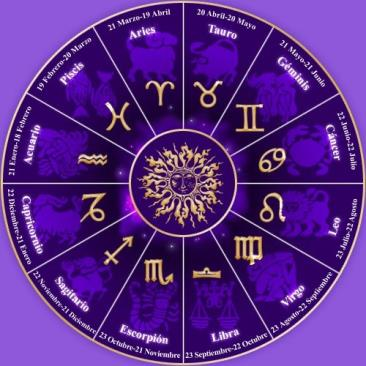 21 Marzo-19 Abril
Aries
20 Abril-20 Mayo
Tauro
21 Mayo-21 Junio
Géminis
22 Junio-22 Julio
Cáncer
23 Julio-22 Agosto
Leo
23 Agosto-22 Septiembre
Virgo
23 Septiembre-22 Octubre
Libra
23 Octubre-21 Noviembre
Escorpión
22 Noviembre-21 Diciembre
Sagitario
22 Diciembre-21 Enero
Capricornio
21 Enero-18 Febrero
Acuario
19 Febrero-20 Marzo
Piscis